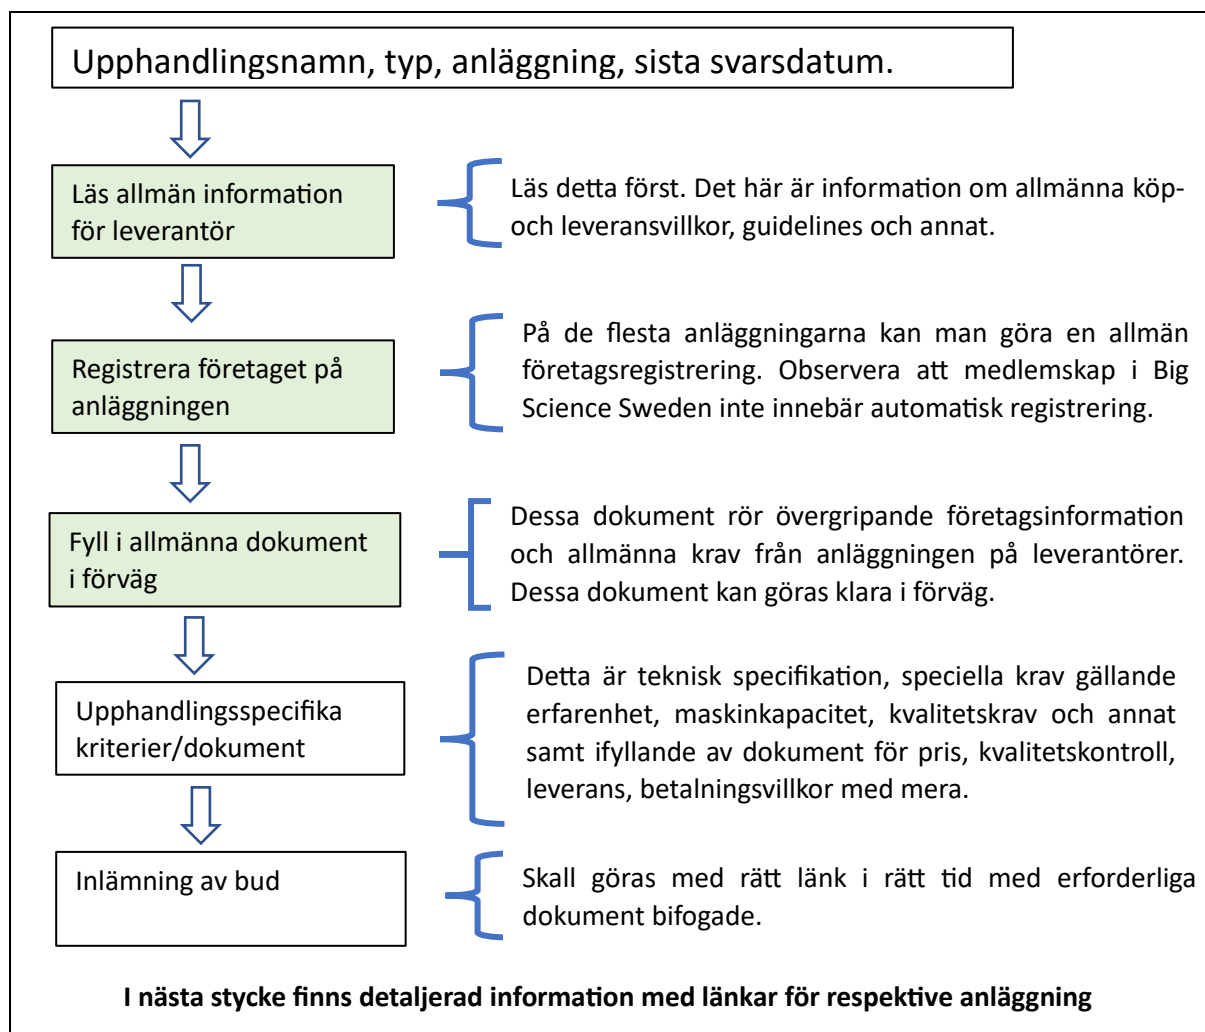 Upphandlingsnamn, typ, anläggning, sista svarsdatum.
Läs allmän information
för leverantör
Läs detta först. Det här är information om allmänna köp-
och leveransvillkor, guidelines och annat.
Registrera företaget på
anläggningen
På de flesta anläggningarna kan man göra en allmän
företagsregistrering. Observera att medlemskap i Big
Science Sweden inte innebär automatisk registrering.
Fyll i allmänna dokument
i förväg
Dessa dokument rör övergripande företagsinformation
och allmänna krav från anläggningen på leverantörer.
Dessa dokument kan göras klara i förväg.
Upphandlingsspecifika
kriterier/dokument
Detta är teknisk specifikation, speciella krav gällande
erfarenhet, maskinkapacitet, kvalitetskrav och annat
samt ifyllande av dokument för pris, kvalitetskontroll,
leverans, betalningsvillkor med mera.
Inlämning av bud
Skall göras med rätt länk i rätt tid med erforderliga
dokument bifogade.
I nästa stycke finns detaljerad information med länkar för respektive anläggning